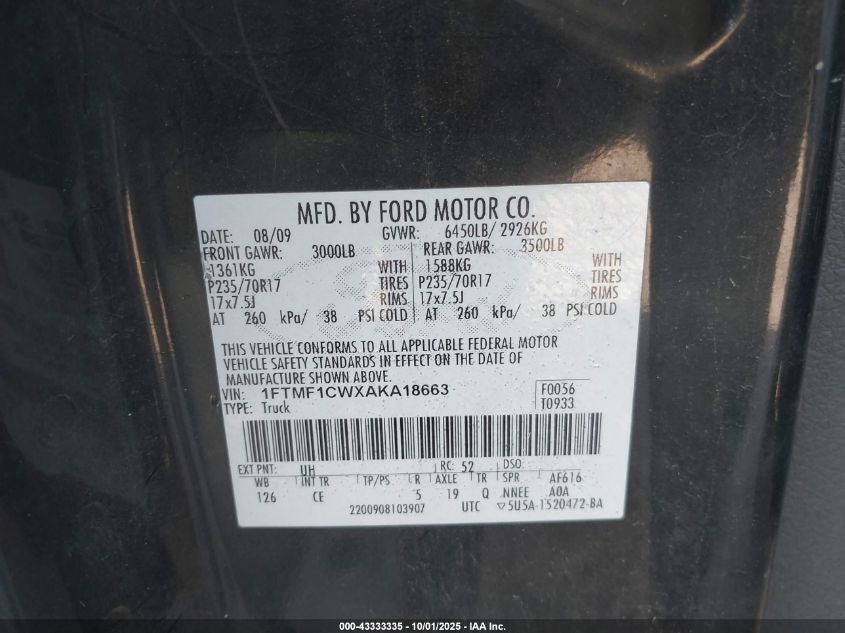 MFD. BY FORD MOTOR CO.
DATE: 08/09 GVWR: 6450LB/ 2926KG
FRONT GAWR: 3000LB REAR GAWR: 3500LB
1361KG WITH 1588KG WITH
P235/70R17 TIRES P235/70R17 TIRES
17x7.5J RIMS 17x7.5J RIMS
AT 260 kPa/ 38 PSI COLD AT 260 kPa/ 38 PSI COLD
THIS VEHICLE CONFORMS TO ALL APPLICABLE FEDERAL MOTOR
VEHICLE SAFETY STANDARDS IN EFFECT ON THE DATE OF
MANUFACTURE SHOWN ABOVE.
VIN: 1FTMF1CWXAKA18663 F0056
TYPE: Truck T0933
EXT PNT: UH RC: 52 DSO:
WB INT TR TP/PS R AXLE TR SPR AF616
126 CE 5 19 Q NNEE A0A
2200908103907 UTC ▽5U5A-1520472-BA
000-43333335 - 10/01/2025 - IAA Inc.